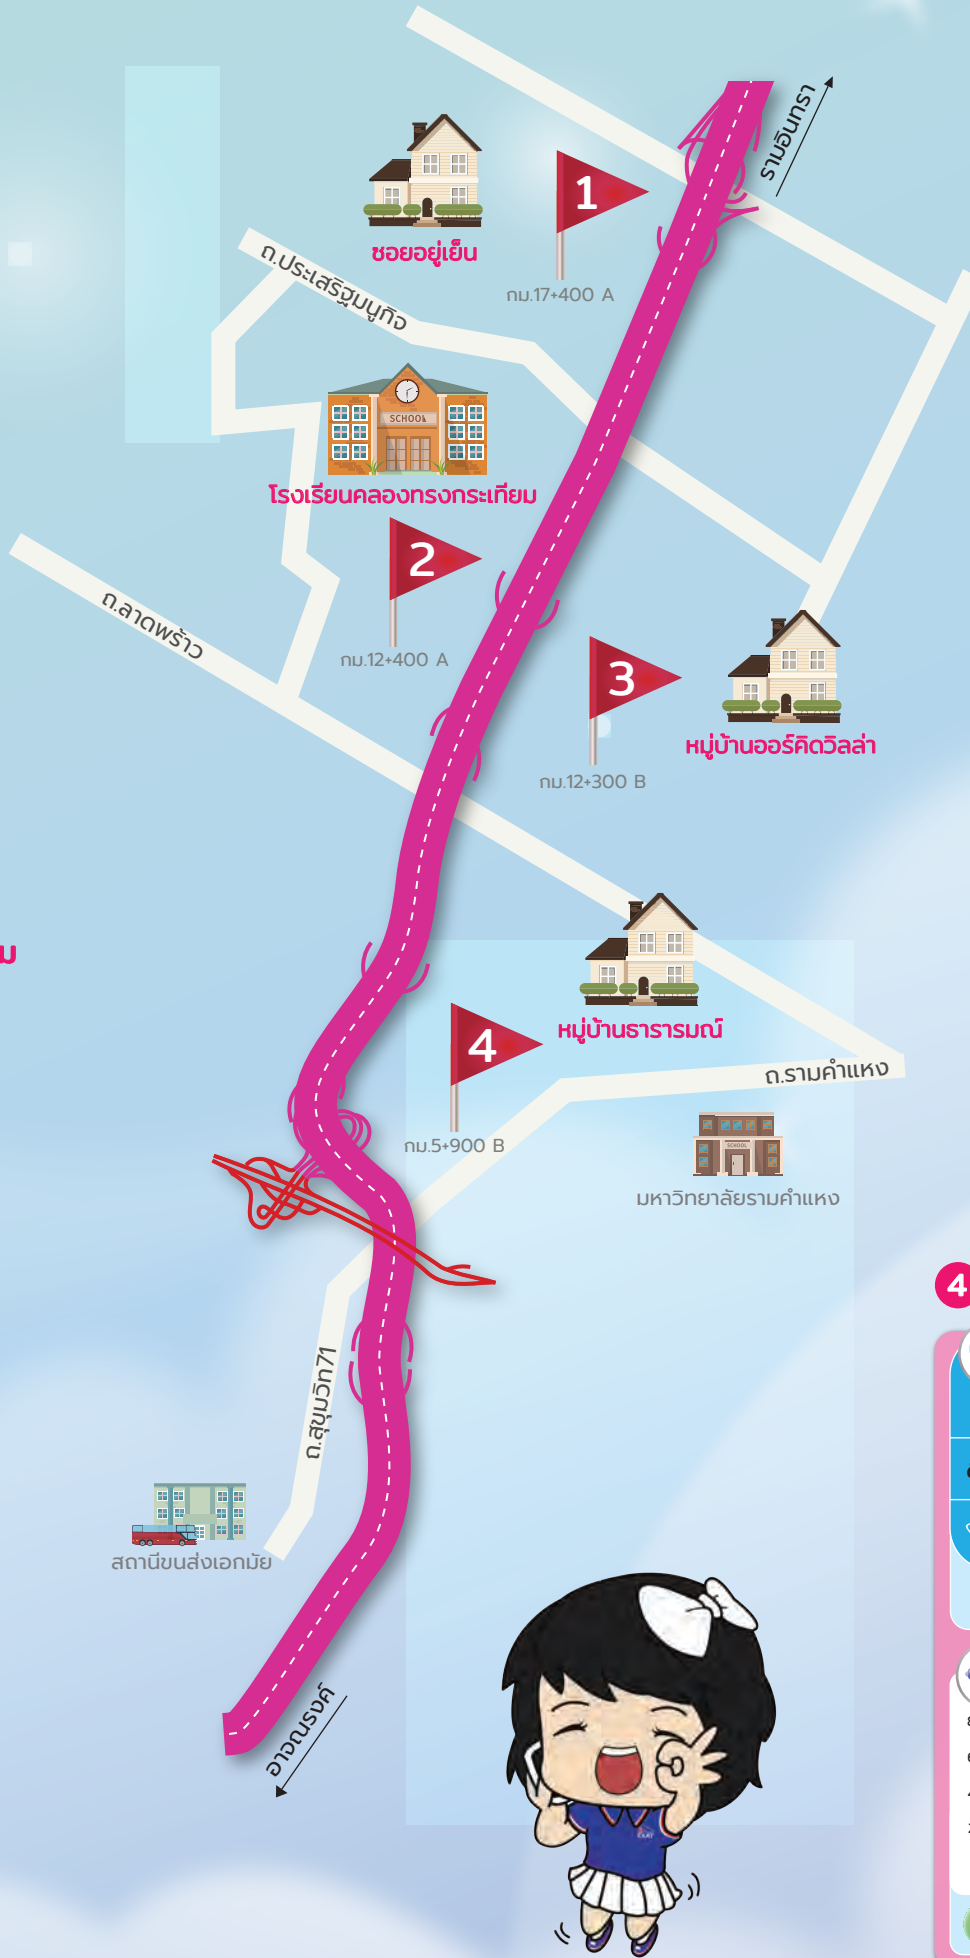 รามอินทรา
1
ซอยอยู่เย็น
กม.17+400 A
ถ.ประเสริฐมนูกิจ
SCHOOL
โรงเรียนคลองทรงกระเทียม
2
กม.12+400 A
ถ.ลาดพร้าว
3
กม.12+300 B
หมู่บ้านออร์คิดวิลล่า
ม
4
หมู่บ้านธารารมณ์
กม.5+900 B
ถ.รามคำแหง
SCHOOL
มหาวิทยาลัยรามคำแหง
4
ถ.สุขุมวิท71
สถานีขนส่งเอกมัย
อาจณรงค์
EXAT